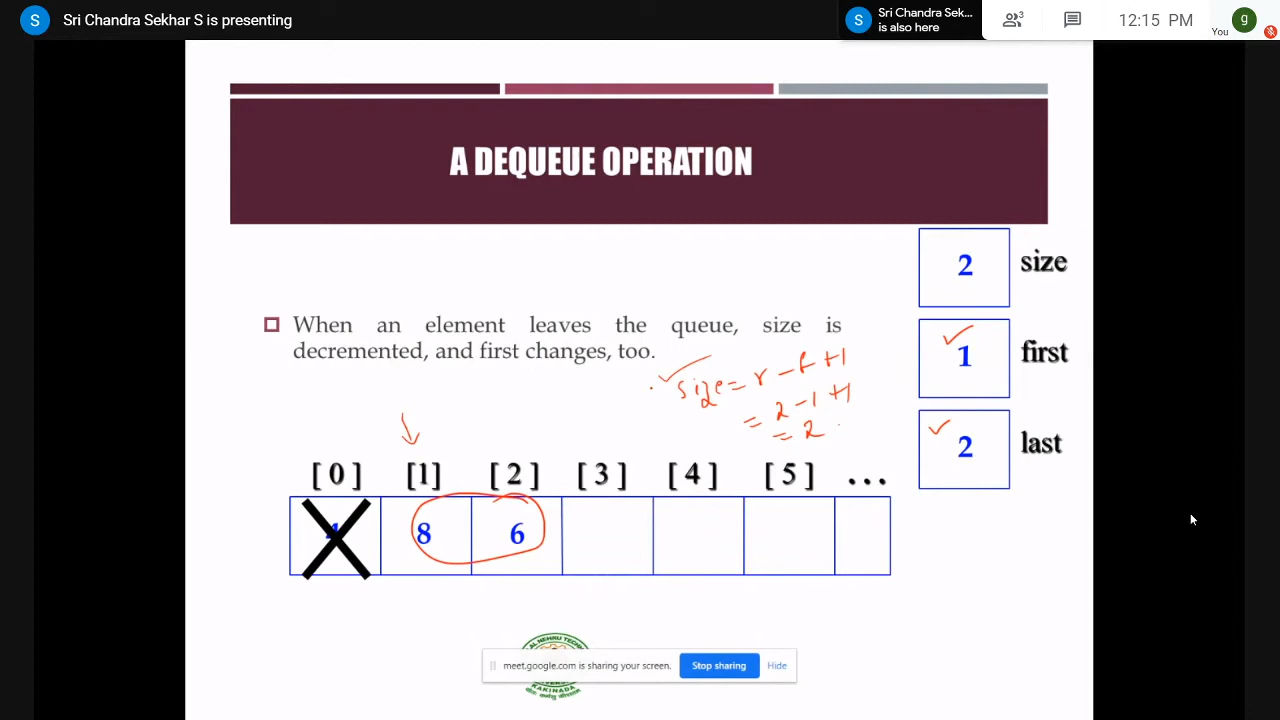 S Sri Chandra Sekhar S is presenting
S Sri Chandra Sek...
is also here
3
12:15 PM
You
g
A DEQUEUE OPERATION
2 size
When an element leaves the queue, size is
decremented, and first changes, too.
1 first
size = r - f + 1
= 2 - 1 + 1
= 2
2 last
[ 0 ] [1] [ 2 ] [ 3 ] [ 4 ] [ 5 ] ...
4 8 6
meet.google.com is sharing your screen. Stop sharing Hide
KAKINADA